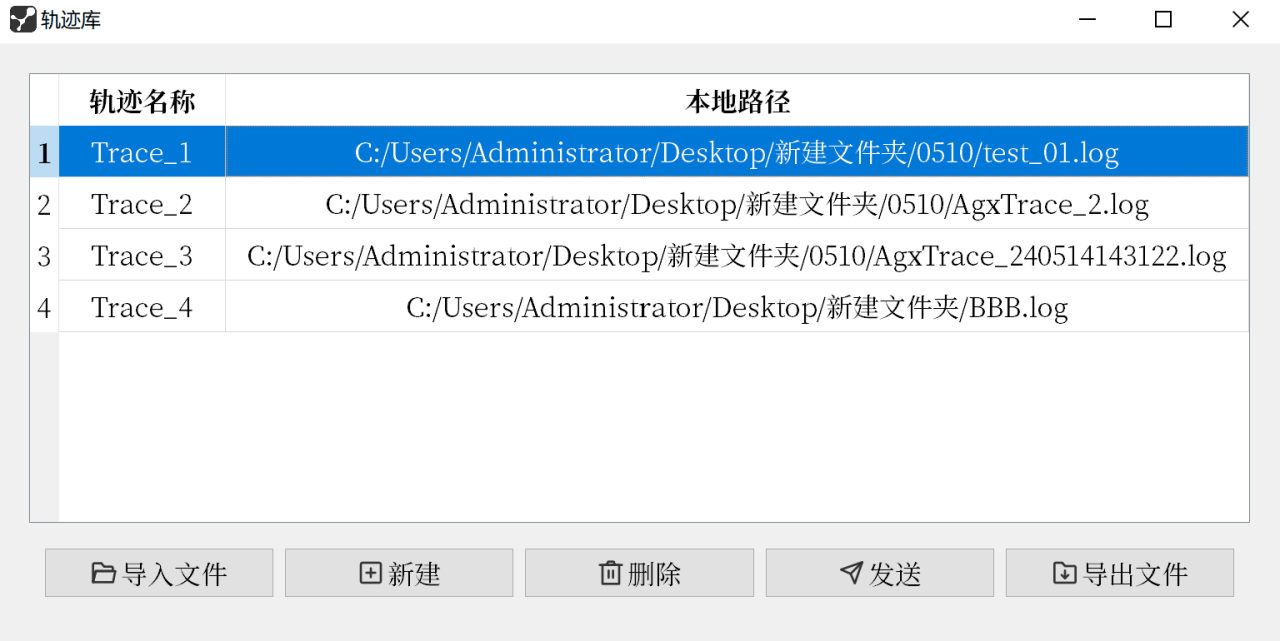 轨迹库
轨迹名称 本地路径
1 Trace_1 C:/Users/Administrator/Desktop/新建文件夹/0510/test_01.log
2 Trace_2 C:/Users/Administrator/Desktop/新建文件夹/0510/AgxTrace_2.log
3 Trace_3 C:/Users/Administrator/Desktop/新建文件夹/0510/AgxTrace_240514143122.log
4 Trace_4 C:/Users/Administrator/Desktop/新建文件夹/BBB.log
导入文件 新建 删除 发送 导出文件